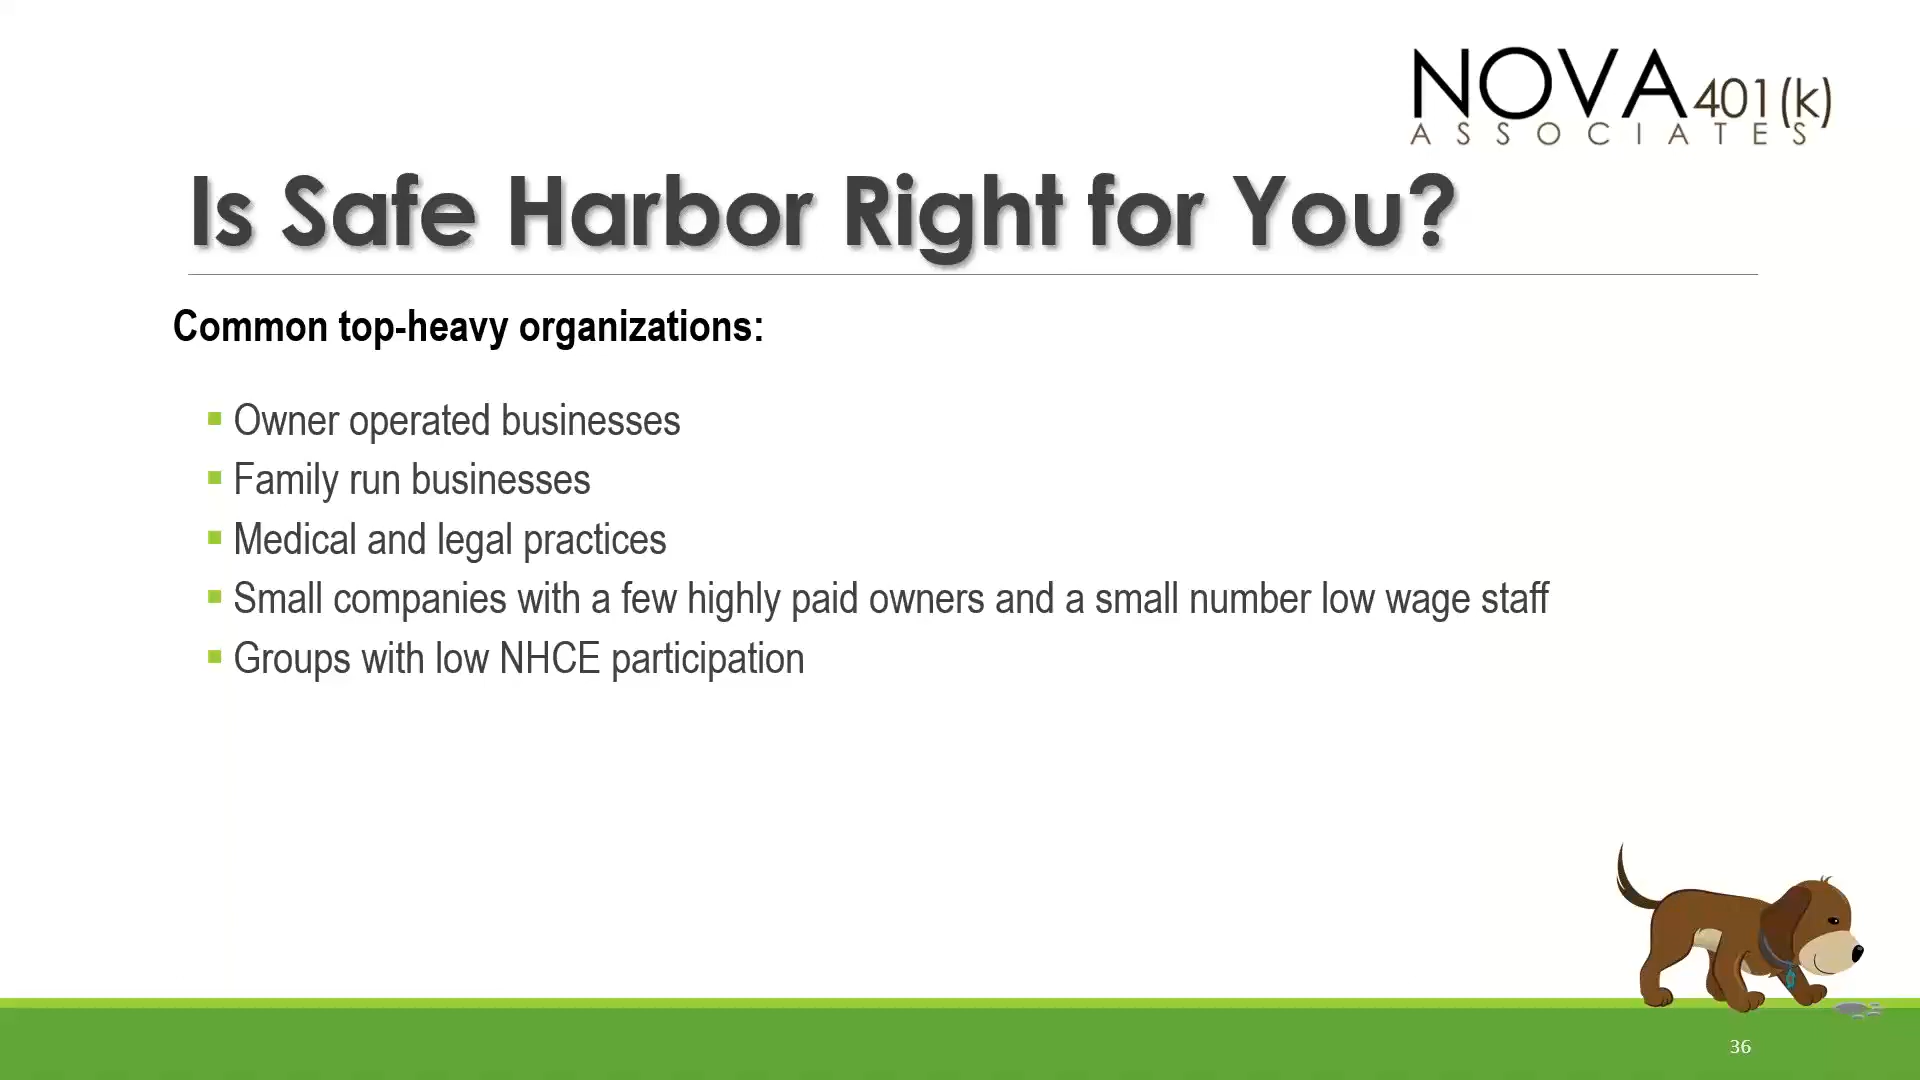 NOVA 401(k)
ASSOCIATES
Is Safe Harbor Right for You?
Common top-heavy organizations:
Owner operated businesses
Family run businesses
Medical and legal practices
Small companies with a few highly paid owners and a small number low wage staff
Groups with low NHCE participation
36